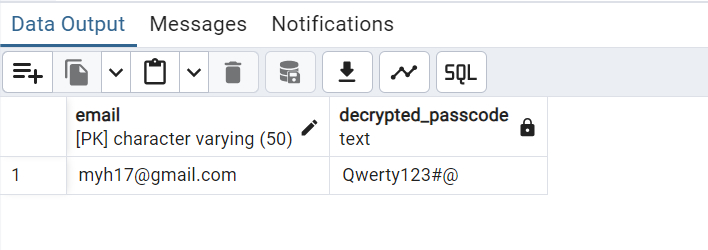 Data Output Messages Notifications
SQL
email decrypted_passcode
[PK] character varying (50) text
1 myh17@gmail.com Qwerty123#@